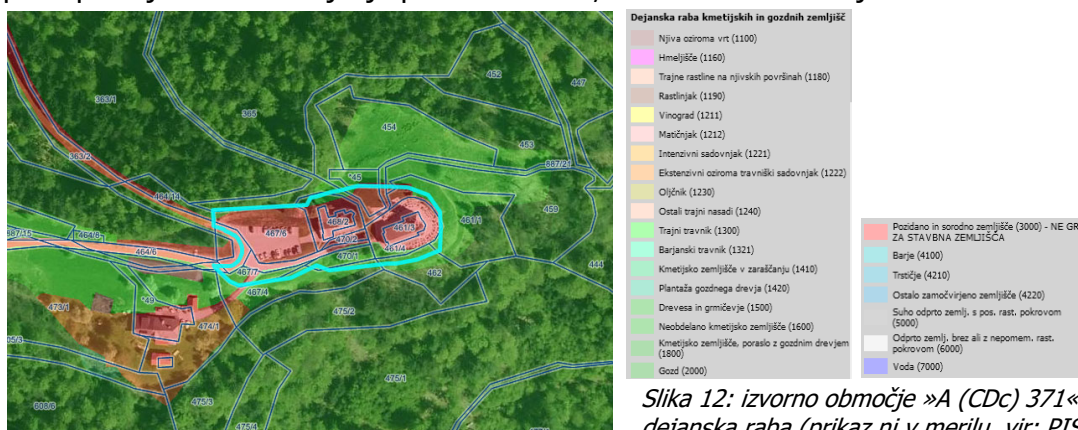 363/1
365
462
447
454
453
887/21
363/2
*45
464/14
459
468/2
461/3
461/1
467/6
887/15
464/8
470/2
461/4
464/6
470/1
444
467/7
462
467/4
*49
473/1
475/2
474/1
475/1
475/3
Dejanska raba kmetijskih in gozdnih zemljišč
Njiva oziroma vrt (1100)
Hmeljišče (1160)
Trajne rastline na njivskih površinah (1180)
Rastlinjak (1190)
Vinograd (1211)
Matičnjak (1212)
Intenzivni sadovnjak (1221)
Ekstenzivni oziroma travniški sadovnjak (1222)
Oljčnik (1230)
Ostali trajni nasadi (1240)
Trajni travnik (1300)
Barjanski travnik (1321)
Kmetijsko zemljišče v zaraščanju (1410)
Plantaža gozdnega drevja (1420)
Drevesa in grmičevje (1500)
Neobdelano kmetijsko zemljišče (1600)
Kmetijsko zemljišče, poraslo z gozdnim drevjem
(1800)
Gozd (2000)
Pozidano in sorodno zemljišče (3000) - NE GR
ZA STAVBNA ZEMLJIŠČA
Barje (4100)
Trstičje (4210)
Ostalo zamočvirjeno zemljišče (4220)
Suho odprto zemlj. s pos. rast. pokrovom
(5000)
Odprto zemlj. brez ali z nepomem. rast.
pokrovom (6000)
Voda (7000)
Slika 12: izvorno območje »A (CDc) 371«
dejanska raba (prikaz ni v merilu, vir: PIS